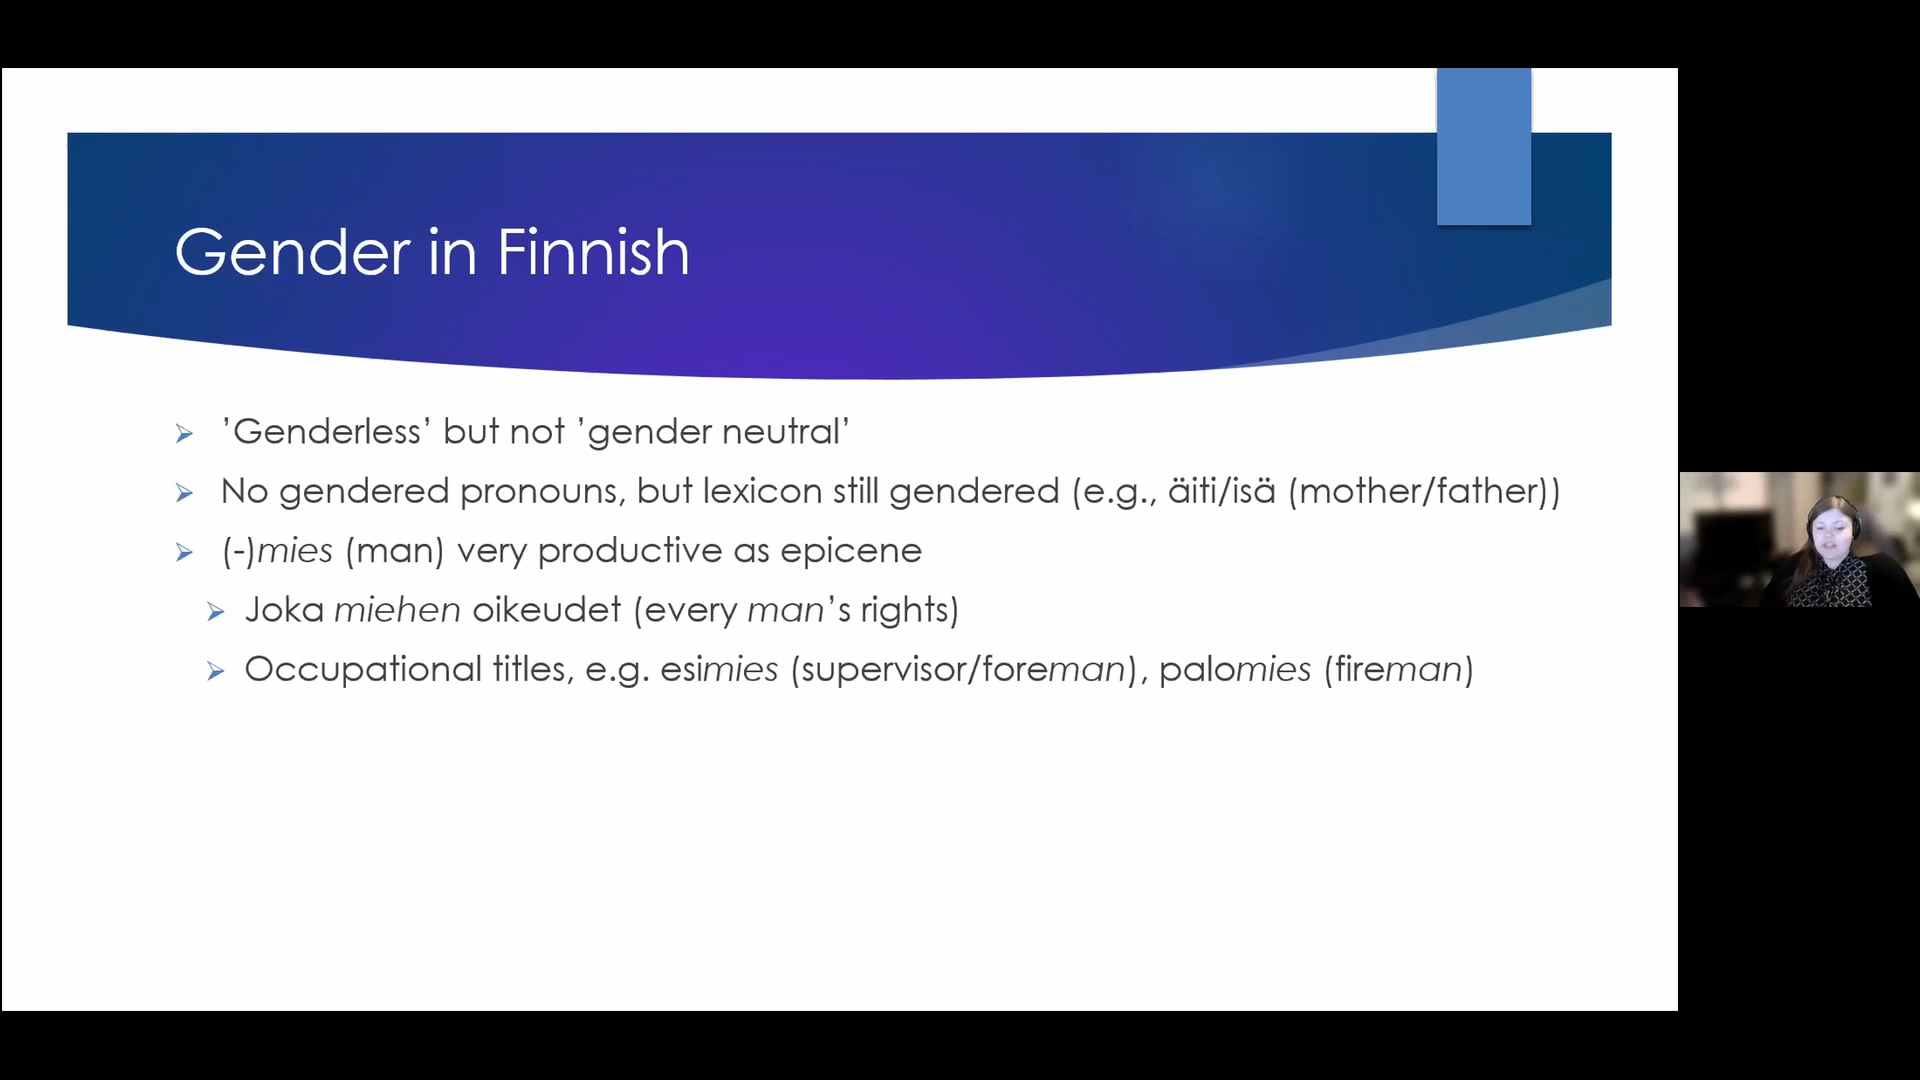 Gender in Finnish
’Genderless’ but not ’gender neutral’
No gendered pronouns, but lexicon still gendered (e.g., äiti/isä (mother/father))
(-)mies (man) very productive as epicene
Joka miehen oikeudet (every man’s rights)
Occupational titles, e.g. esimies (supervisor/foreman), palomies (fireman)